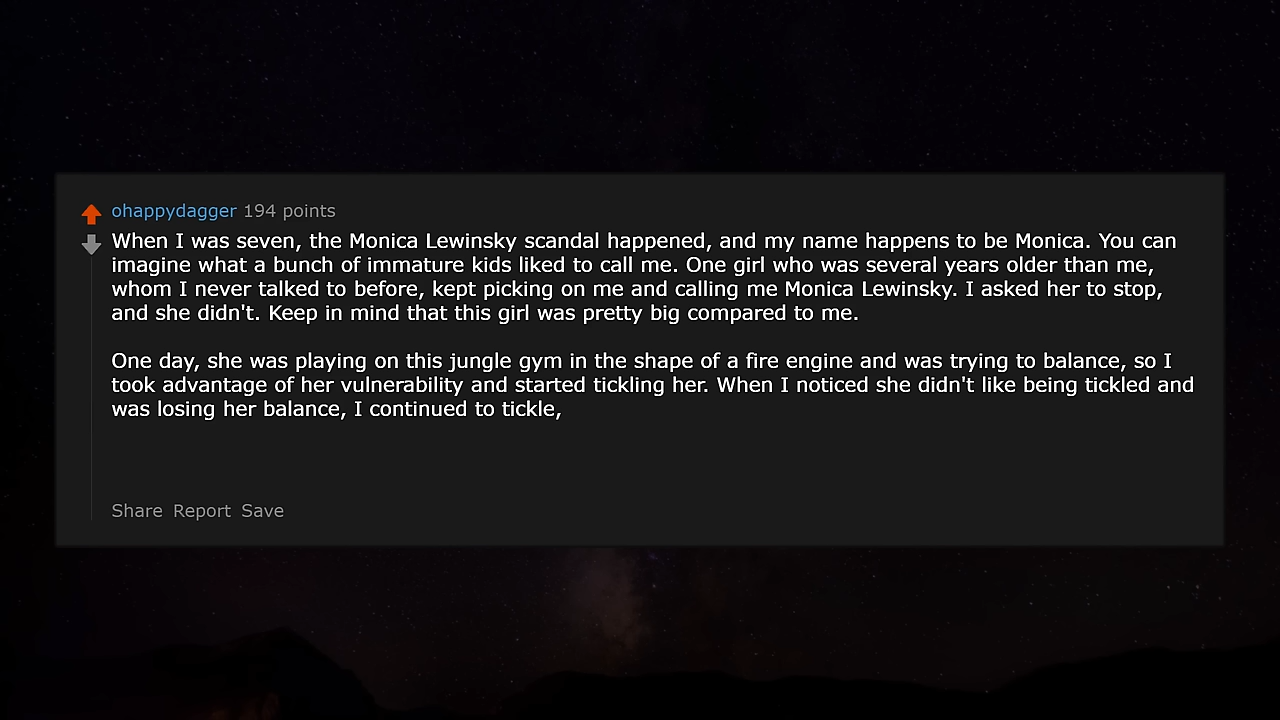 ohappydagger 194 points
When I was seven, the Monica Lewinsky scandal happened, and my name happens to be Monica. You can
imagine what a bunch of immature kids liked to call me. One girl who was several years older than me,
whom I never talked to before, kept picking on me and calling me Monica Lewinsky. I asked her to stop,
and she didn't. Keep in mind that this girl was pretty big compared to me.
One day, she was playing on this jungle gym in the shape of a fire engine and was trying to balance, so I
took advantage of her vulnerability and started tickling her. When I noticed she didn't like being tickled and
was losing her balance, I continued to tickle,
Share Report Save